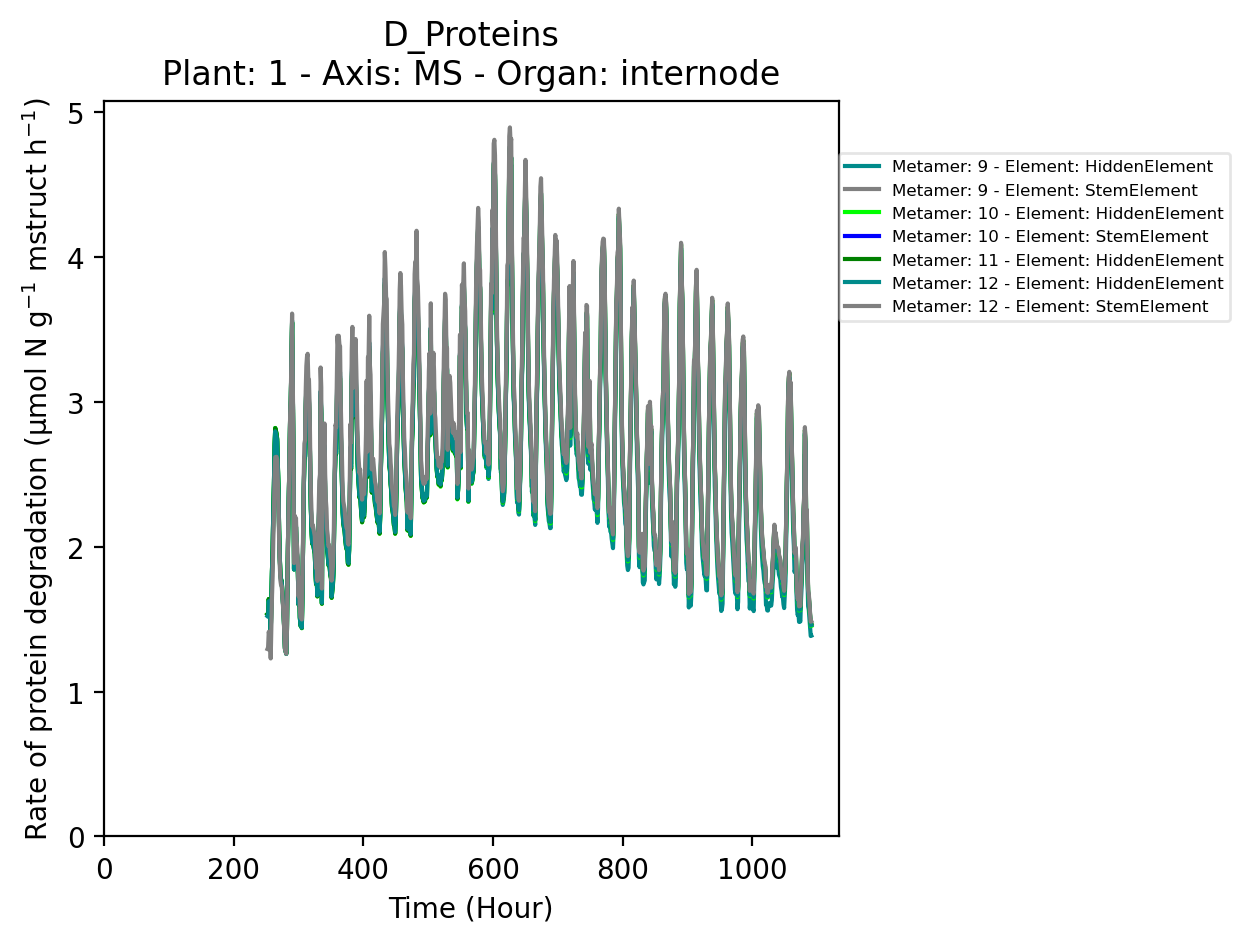 D_Proteins
Plant: 1 - Axis: MS - Organ: internode
Rate of protein degradation (µmol N g⁻¹ mstruct h⁻¹)
5
4
3
2
1
0
0 200 400 600 800 1000
Time (Hour)
Metamer: 9 - Element: HiddenElement
Metamer: 9 - Element: StemElement
Metamer: 10 - Element: HiddenElement
Metamer: 10 - Element: StemElement
Metamer: 11 - Element: HiddenElement
Metamer: 12 - Element: HiddenElement
Metamer: 12 - Element: StemElement